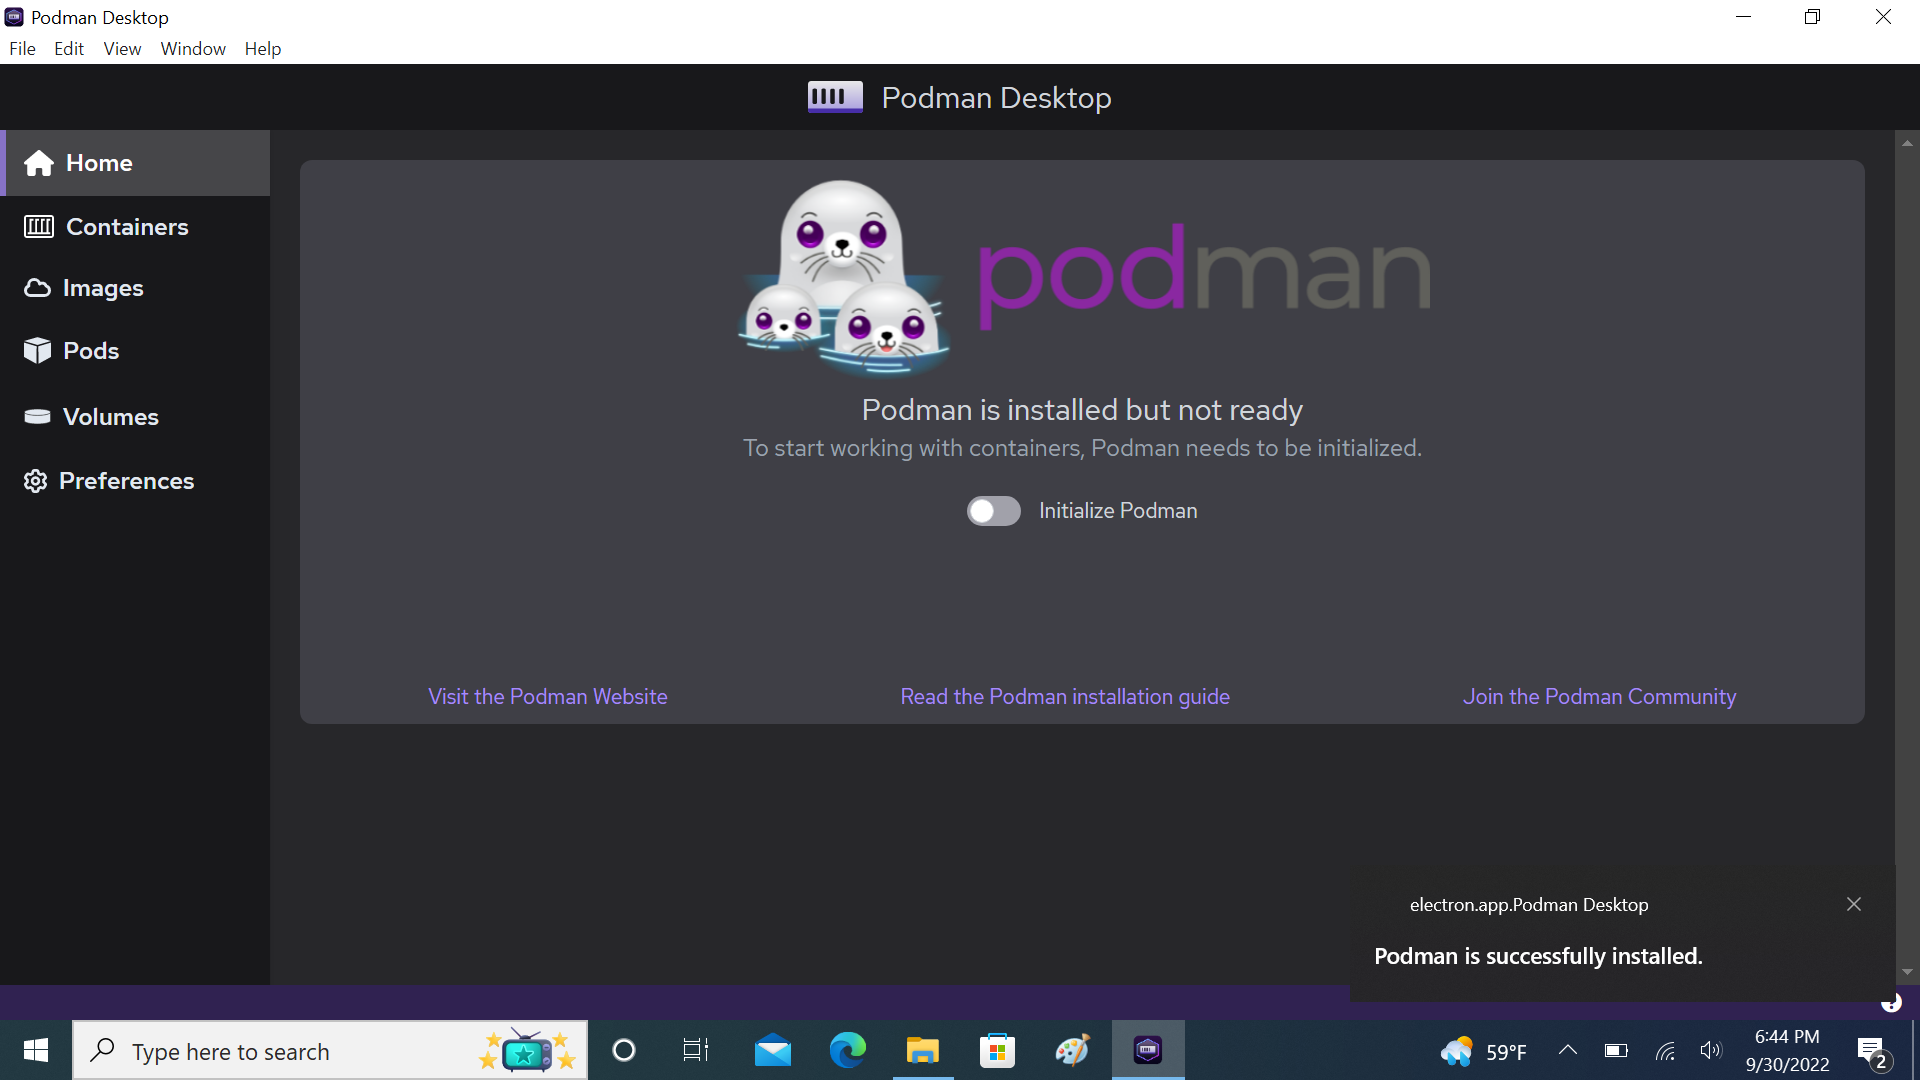 Podman Desktop
File Edit View Window Help
Podman Desktop
Home
Containers
Images
Pods
Volumes
Preferences
podman
Podman is installed but not ready
To start working with containers, Podman needs to be initialized.
Initialize Podman
Visit the Podman Website
Read the Podman installation guide
Join the Podman Community
electron.app.Podman Desktop
Podman is successfully installed.
Type here to search
59°F
6:44 PM
9/30/2022
2